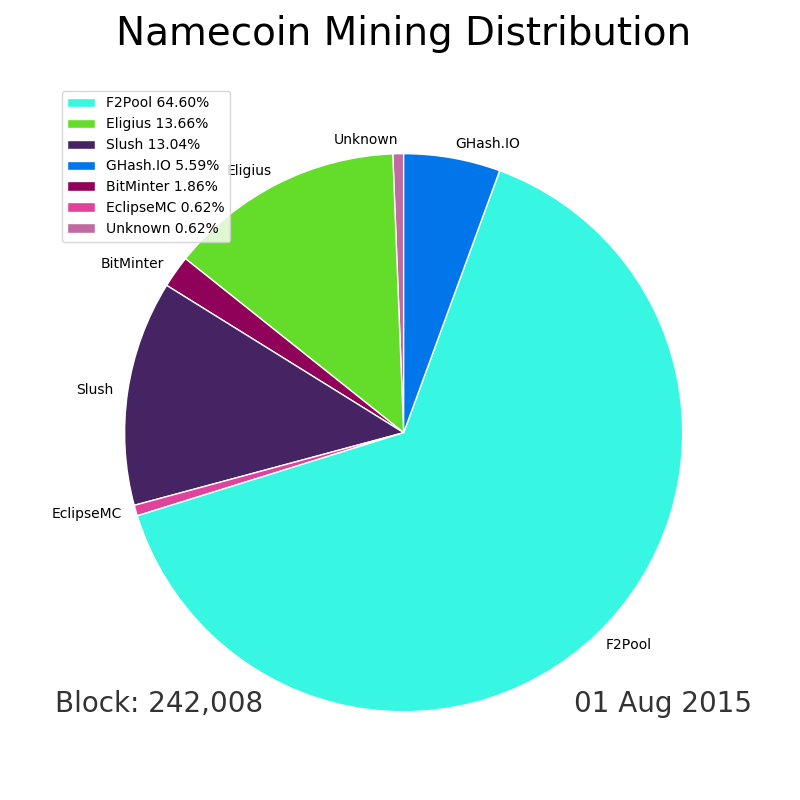 Namecoin Mining Distribution
F2Pool 64.60%
Eligius 13.66%
Slush 13.04%
GHash.IO 5.59%
BitMinter 1.86%
EclipseMC 0.62%
Unknown 0.62%
Unknown
GHash.IO
Eligius
BitMinter
Slush
EclipseMC
F2Pool
Block: 242,008
01 Aug 2015